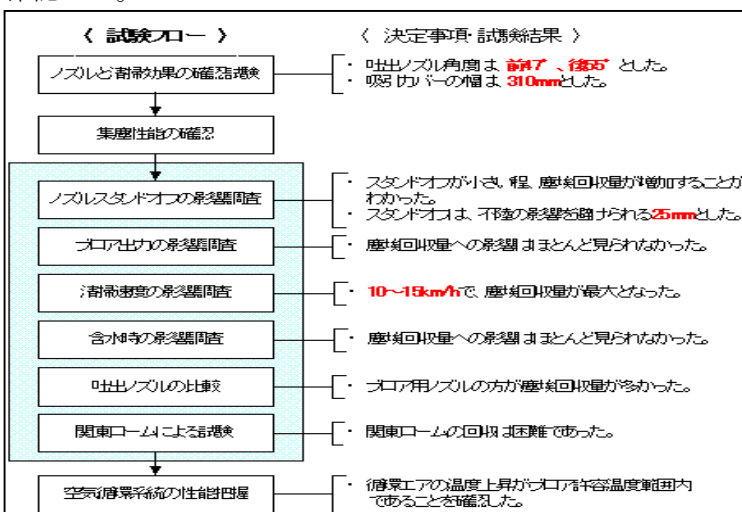 〈 試験フロー 〉
〈 決定事項・試験結果 〉
ノズルと清掃効果の確認試験
・ 吐出ノズル角度は 前47°、後55° とした。
・ 吸引カバーの幅は 310mmとした。
集塵性能の確認
ノズルスタンドオフの影響調査
・ スタンドオフが小さい程、塵埃回収量が増加することが
わかった。
・ スタンドオフは、不陸の影響を避けられる25mmとした。
ブロア出力の影響調査
・ 塵埃回収量への影響はほとんど見られなかった。
清掃速度の影響調査
・ 10～15km/hで、塵埃回収量が最大となった。
含水時の影響調査
・ 塵埃回収量への影響はほとんど見られなかった。
吐出ノズルの比較
・ ブロア用ノズルの方が塵埃回収量が多かった。
関東ロームによる試験
・ 関東ロームの回収は困難であった。
空気循環系統の性能把握
・ 循環エアの温度上昇がブロア許容温度範囲内
であることを確認した。